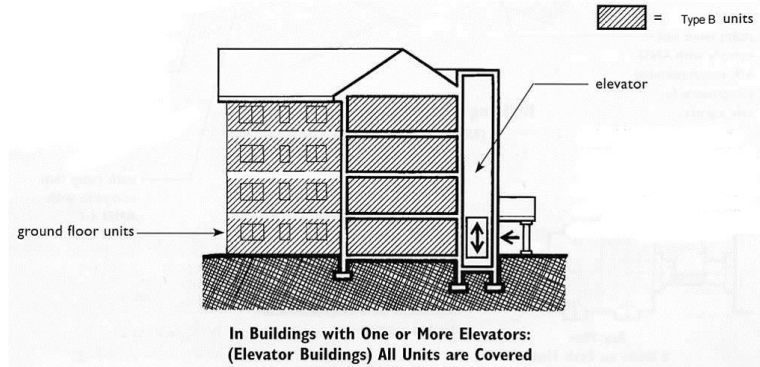 = Type B units
elevator
ground floor units
In Buildings with One or More Elevators:
(Elevator Buildings) All Units are Covered